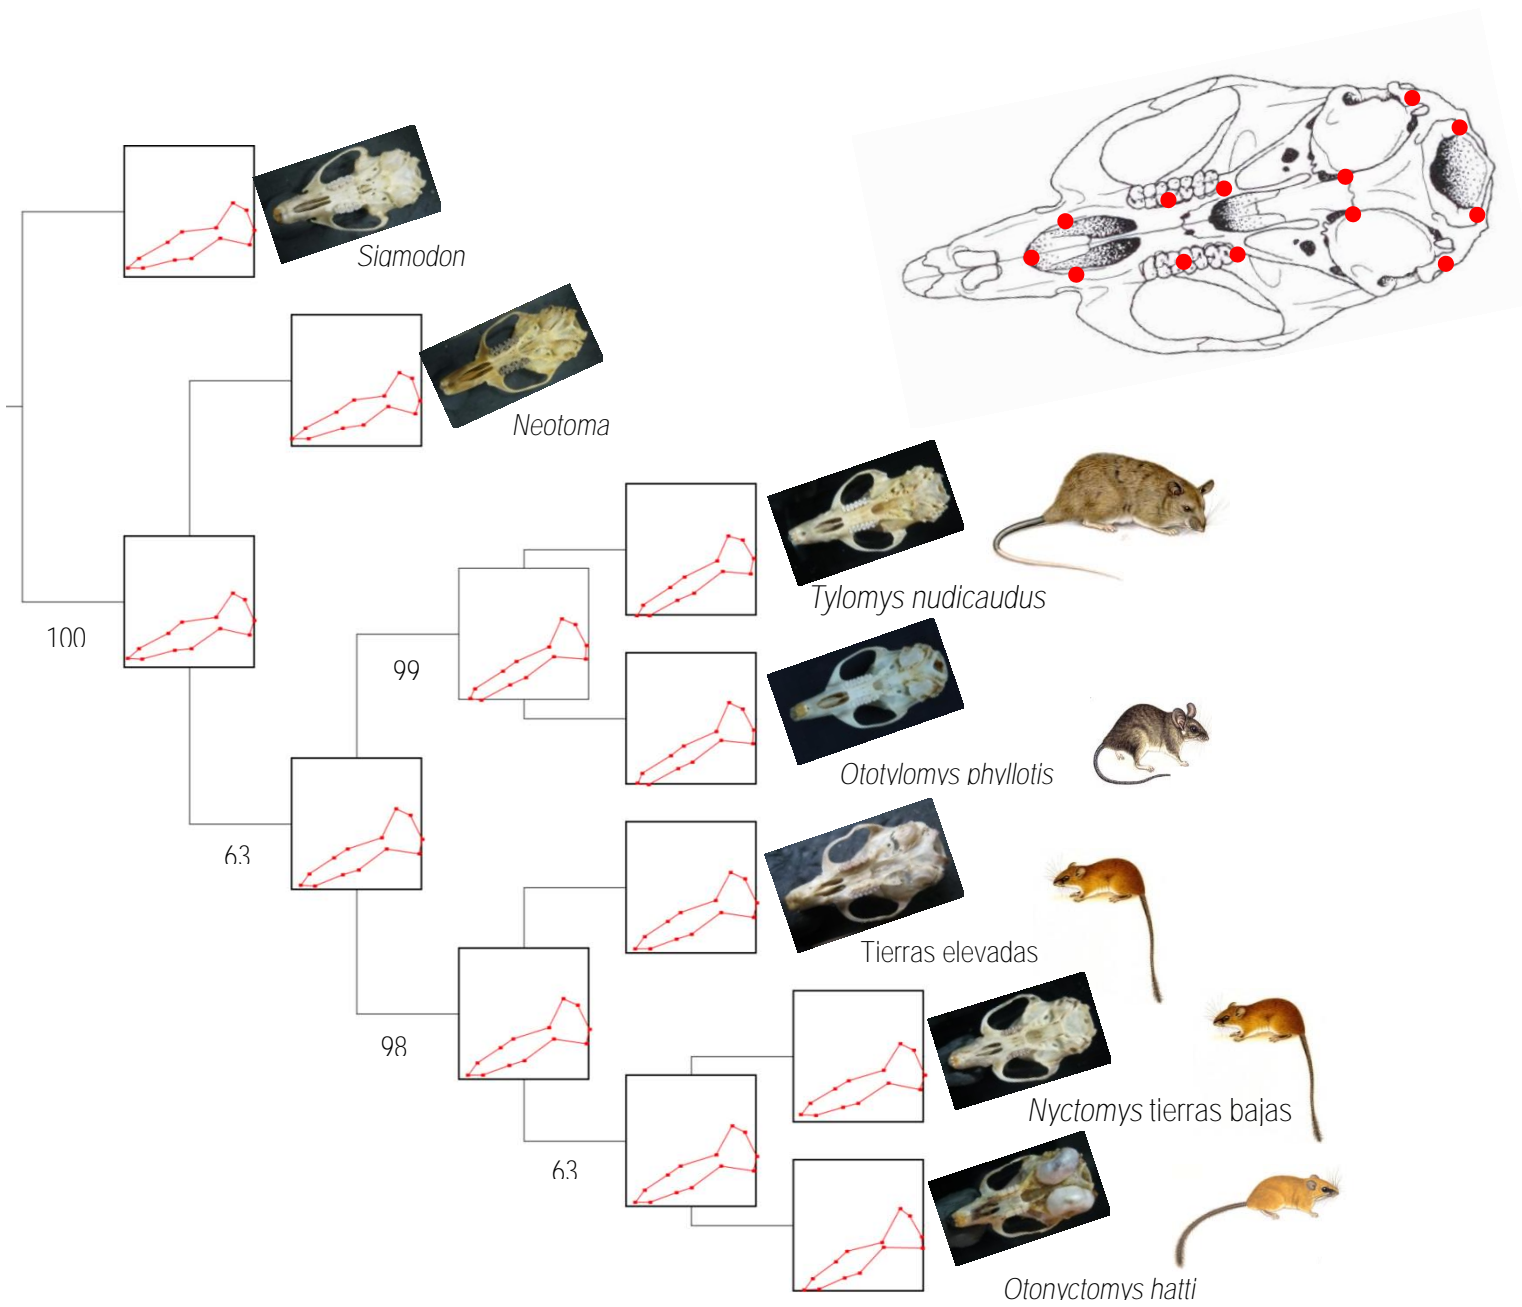 Sigmodon
Neotoma
Tylomys nudicaudus
100
99
Ototylomys phyllotis
63
Tierras elevadas
98
Nyctomys tierras bajas
63
Otonyctomys hatti